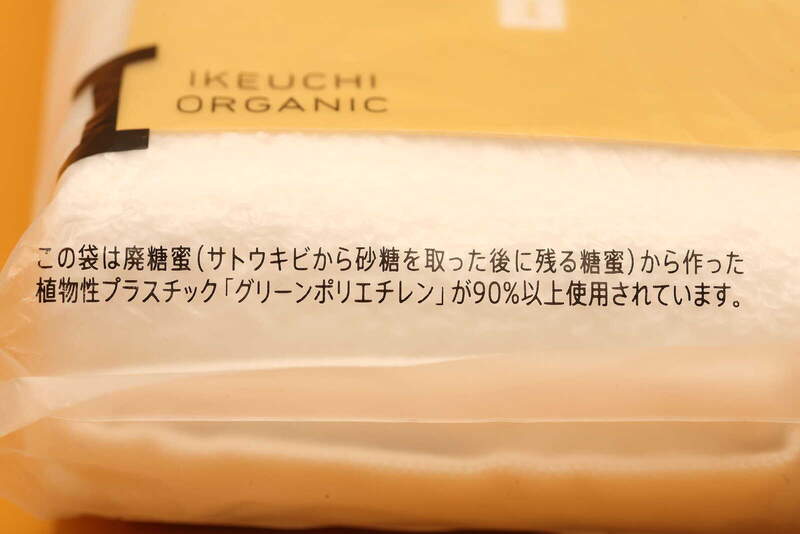 IKEUCHI
ORGANIC
この袋は廃糖蜜(サトウキビから砂糖を取った後に残る糖蜜)から作った
植物性プラスチック「グリーンポリエチレン」が90%以上使用されています。